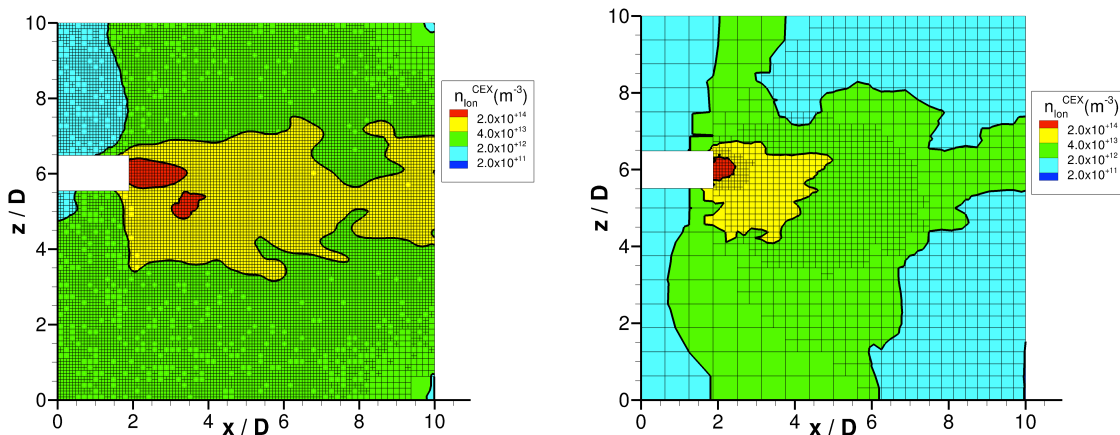 10
8
6
4
2
0
z / D
0 2 4 6 8 10
x / D
n_Ion^CEX(m^-3)
2.0x10^+14
4.0x10^+13
2.0x10^+12
2.0x10^+11
10
8
6
4
2
0
z / D
0 2 4 6 8 10
x / D
n_Ion^CEX(m^-3)
2.0x10^+14
4.0x10^+13
2.0x10^+12
2.0x10^+11